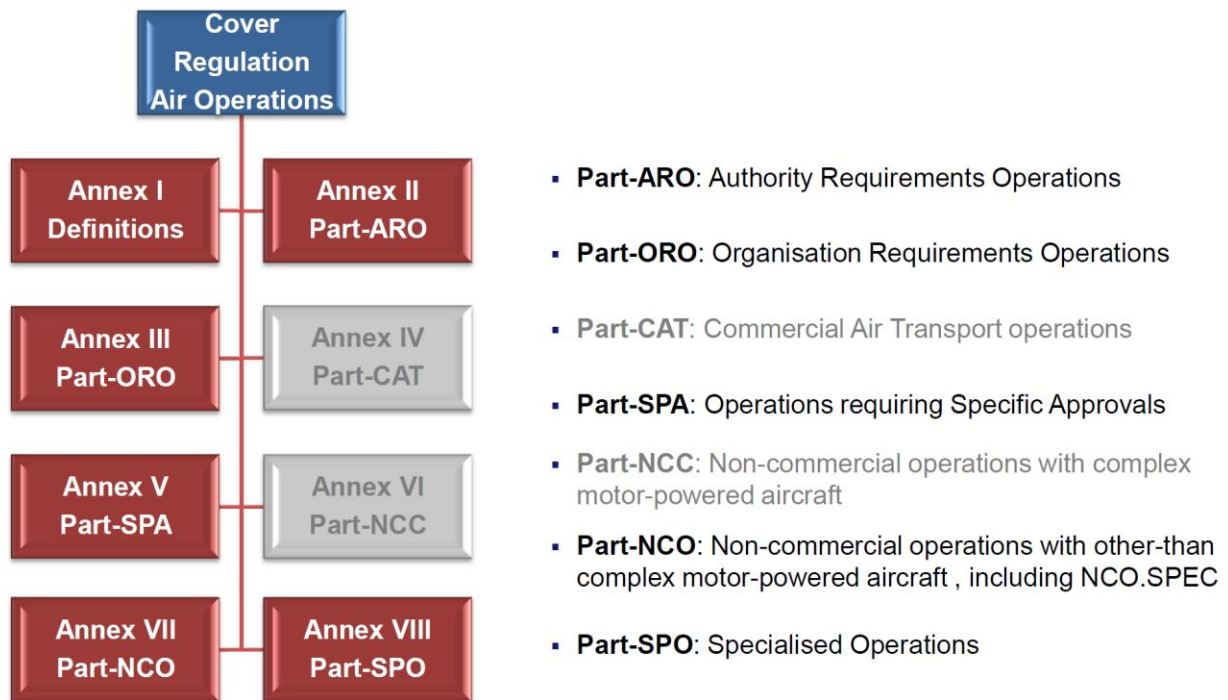 Cover
Regulation
Air Operations
Annex I
Definitions
Annex II
Part-ARO
Annex III
Part-ORO
Annex IV
Part-CAT
Annex V
Part-SPA
Annex VI
Part-NCC
Annex VII
Part-NCO
Annex VIII
Part-SPO
▪ Part-ARO: Authority Requirements Operations
▪ Part-ORO: Organisation Requirements Operations
▪ Part-CAT: Commercial Air Transport operations
▪ Part-SPA: Operations requiring Specific Approvals
▪ Part-NCC: Non-commercial operations with complex
motor-powered aircraft
▪ Part-NCO: Non-commercial operations with other-than
complex motor-powered aircraft , including NCO.SPEC
▪ Part-SPO: Specialised Operations